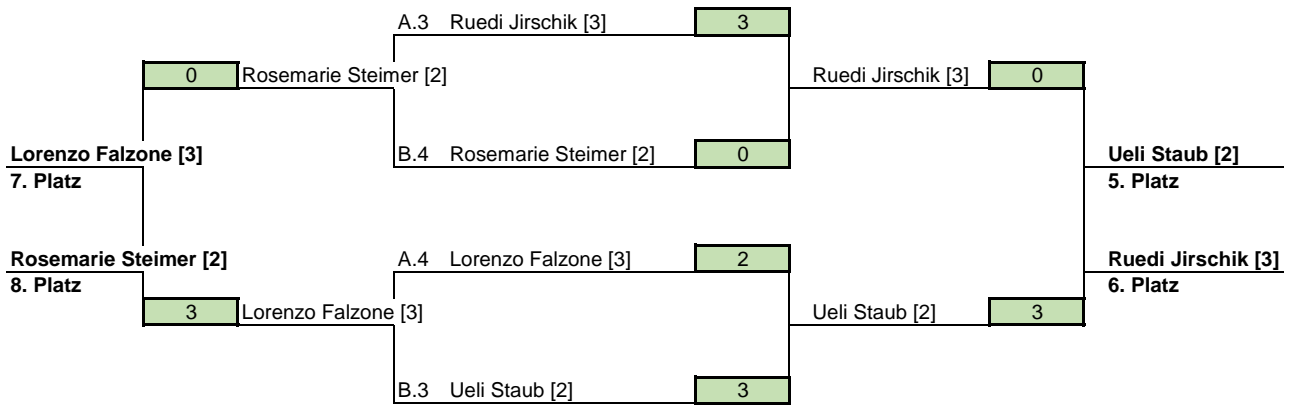 A.3 Ruedi Jirschik [3] 3
0 Rosemarie Steimer [2] Ruedi Jirschik [3] 0
Lorenzo Falzone [3] B.4 Rosemarie Steimer [2] 0 Ueli Staub [2]
7. Platz 5. Platz
Rosemarie Steimer [2] A.4 Lorenzo Falzone [3] 2 Ruedi Jirschik [3]
8. Platz 6. Platz
3 Lorenzo Falzone [3] Ueli Staub [2] 3
B.3 Ueli Staub [2] 3